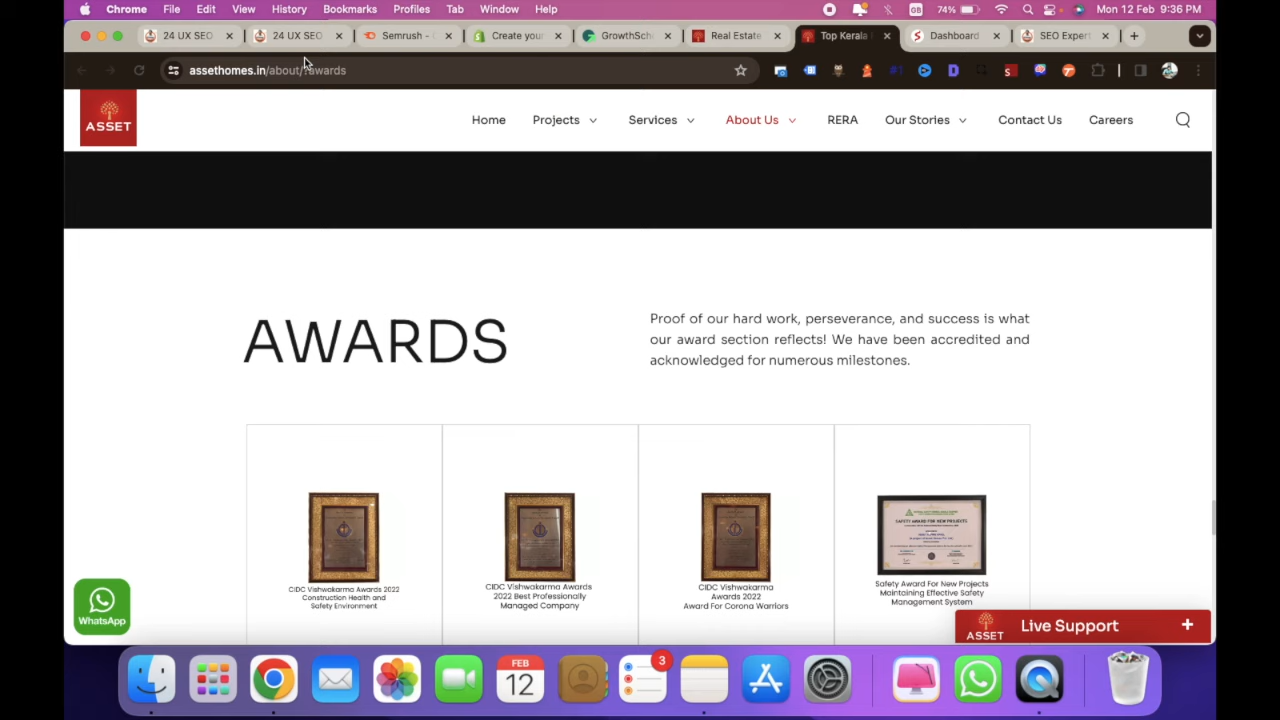 Chrome File Edit View History Bookmarks Profiles Tab Window Help GB 74% Mon 12 Feb 9:36 PM
24 UX SEO 24 UX SEO Semrush - Create your GrowthSch Real Estate Top Kerala Dashboard SEO Expert
assethomes.in/about/?awards
ASSET
Home Projects Services About Us RERA Our Stories Contact Us Careers
AWARDS
Proof of our hard work, perseverance, and success is what
our award section reflects! We have been accredited and
acknowledged for numerous milestones.
SAFETY AWARD FOR NEW PROJECTS
CIDC Vishwakarma Awards 2022
Construction Health and
Safety Environment
CIDC Vishwakarma Awards
2022 Best Professionally
Managed Company
CIDC Vishwakarma
Awards 2022
Award For Corona Warriors
Safety Award For New Projects
Maintaining Effective Safety
Management System
WhatsApp
ASSET Live Support +
3
FEB
12